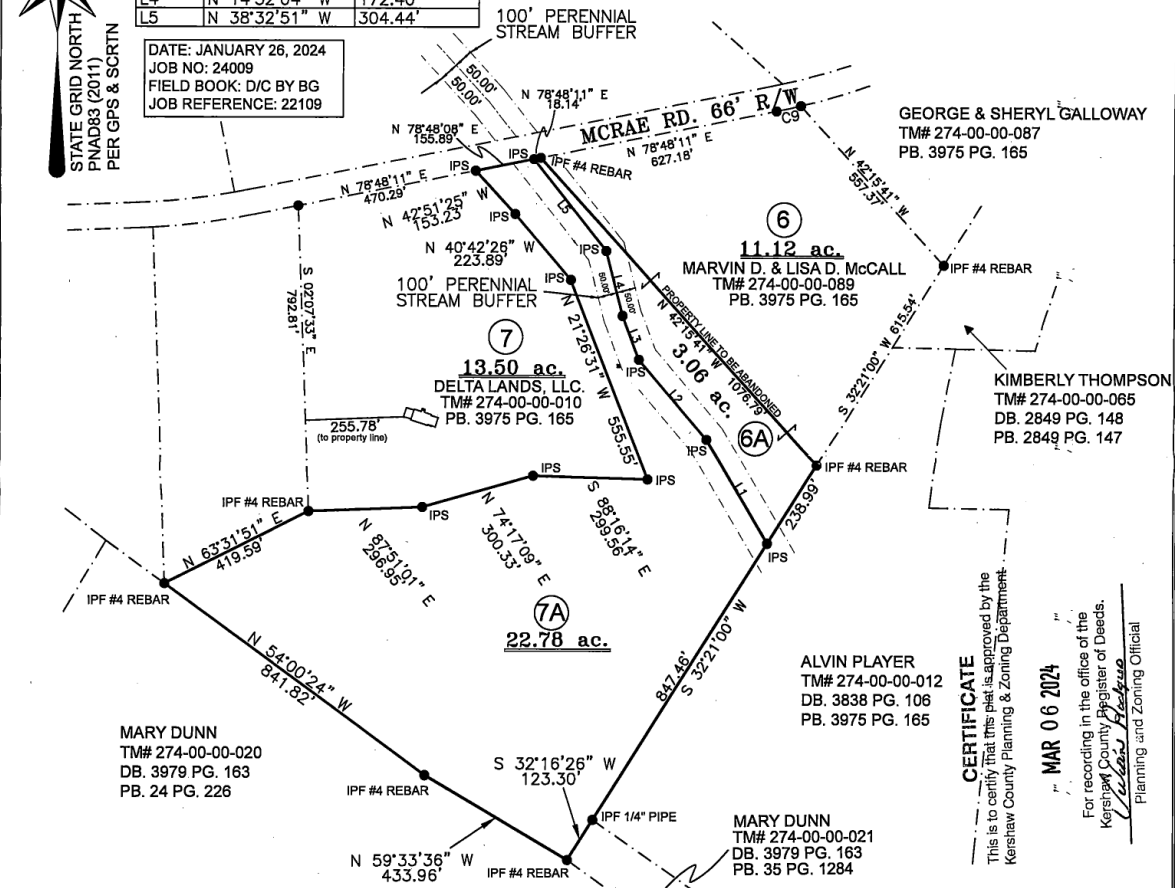 L4 N 14°52'04" W 172.40'
L5 N 38°32'51" W 304.44'
STATE GRID NORTH
PNAD83 (2011)
PER GPS & SCRTN
DATE: JANUARY 26, 2024
JOB NO: 24009
FIELD BOOK: D/C BY BG
JOB REFERENCE: 22109
100' PERENNIAL
STREAM BUFFER
50.00'
50.00'
N 78°48'11" E
18.14'
MCRAE RD. 66' R/W
C9
N 78°48'08" E
155.89'
IPS
IPS
IPF #4 REBAR
N 78°48'11" E
627.18'
GEORGE & SHERYL GALLOWAY
TM# 274-00-00-087
PB. 3975 PG. 165
N 78°48'11" E
470.29'
N 42°51'25" W
153.23'
IPS
L5
N 42°15'41" W
557.37'
N 40°42'26" W
223.89'
IPS
6
11.12 ac.
MARVIN D. & LISA D. McCALL
TM# 274-00-00-089
PB. 3975 PG. 165
IPF #4 REBAR
S 02°07'33" E
792.81'
100' PERENNIAL
STREAM BUFFER
IPS
50.00'
L4
50.00'
PROPERTY LINE TO BE ABANDONED
N 42°15'41" W 1076.79'
S 32°21'00" W 615.54'
7
13.50 ac.
DELTA LANDS, LLC.
TM# 274-00-00-010
PB. 3975 PG. 165
N 21°26'31" W 555.55'
L3
IPS
3.06 ac.
6A
KIMBERLY THOMPSON
TM# 274-00-00-065
DB. 2849 PG. 148
PB. 2849 PG. 147
255.78'
(to property line)
L2
IPS
IPF #4 REBAR
IPS
IPS
L1
238.99'
IPF #4 REBAR
IPS
IPS
N 63°31'51" E
419.59'
N 87°51'01" E
296.95'
N 74°17'09" E
300.33'
S 88°16'14" E
299.56'
IPF #4 REBAR
7A
22.78 ac.
N 54°00'24" W
841.82'
847.46'
S 32°21'00" W
ALVIN PLAYER
TM# 274-00-00-012
DB. 3838 PG. 106
PB. 3975 PG. 165
MARY DUNN
TM# 274-00-00-020
DB. 3979 PG. 163
PB. 24 PG. 226
S 32°16'26" W
123.30'
IPF #4 REBAR
IPF 1/4" PIPE
MARY DUNN
TM# 274-00-00-021
DB. 3979 PG. 163
PB. 35 PG. 1284
N 59°33'36" W
433.96'
IPF #4 REBAR
CERTIFICATE
This is to certify that this plat is approved by the
Kershaw County Planning & Zoning Department
MAR 06 2024
For recording in the office of the
Kershaw County Register of Deeds.
Planning and Zoning Official